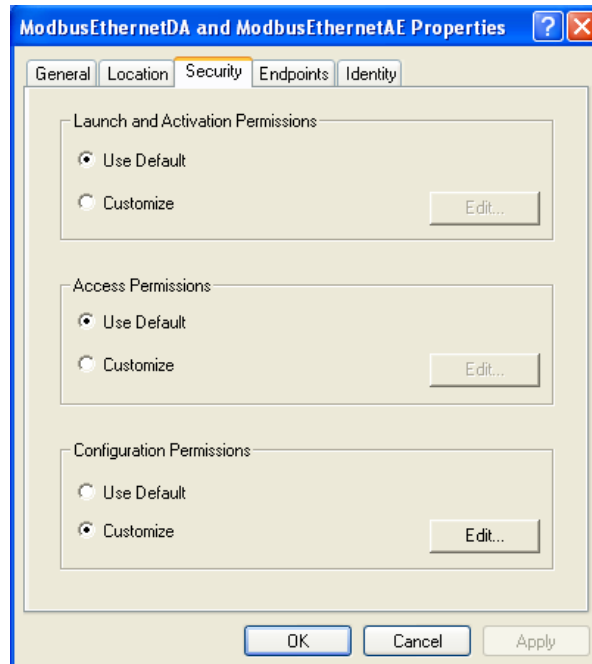 ModbusEthernetDA and ModbusEthernetAE Properties
General Location Security Endpoints Identity
Launch and Activation Permissions
Use Default
Customize Edit...
Access Permissions
Use Default
Customize Edit...
Configuration Permissions
Use Default
Customize Edit...
OK Cancel Apply